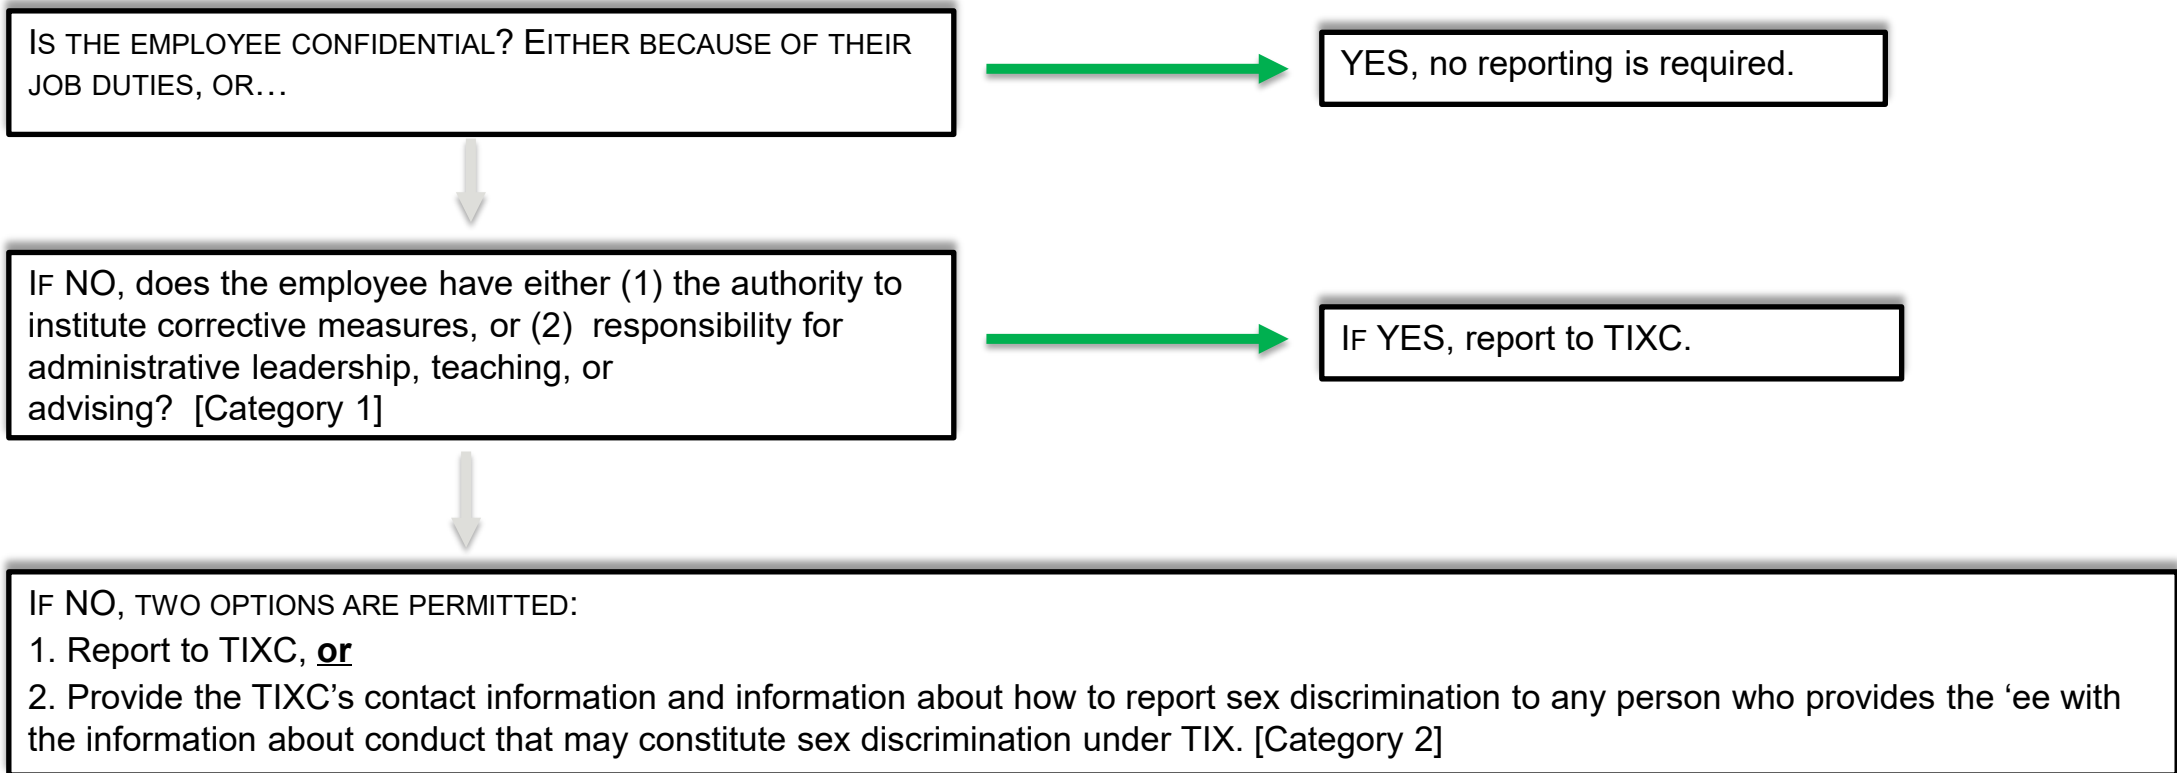 IS THE EMPLOYEE CONFIDENTIAL? EITHER BECAUSE OF THEIR
JOB DUTIES, OR…
YES, no reporting is required.
IF NO, does the employee have either (1) the authority to
institute corrective measures, or (2) responsibility for
administrative leadership, teaching, or
advising? [Category 1]
IF YES, report to TIXC.
IF NO, TWO OPTIONS ARE PERMITTED:
1. Report to TIXC, or
2. Provide the TIXC’s contact information and information about how to report sex discrimination to any person who provides the ‘ee with
the information about conduct that may constitute sex discrimination under TIX. [Category 2]